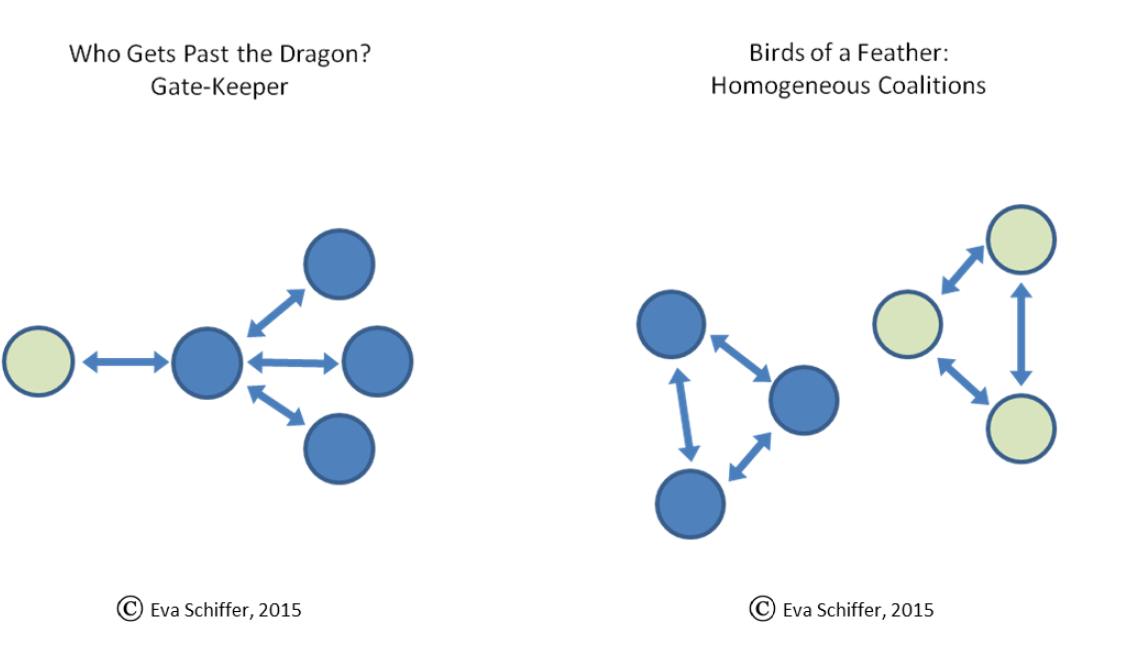 Who Gets Past the Dragon?
Gate-Keeper
Birds of a Feather:
Homogeneous Coalitions
© Eva Schiffer, 2015
© Eva Schiffer, 2015